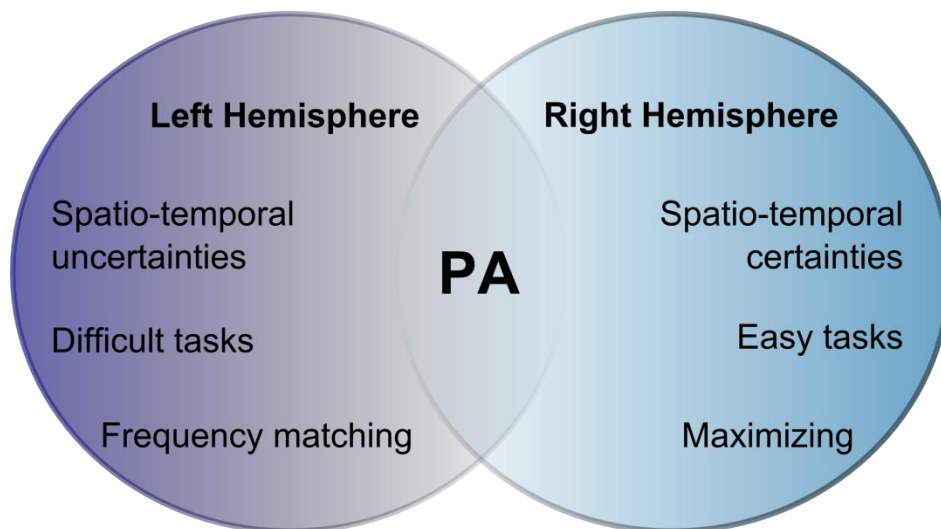 Left Hemisphere
Spatio-temporal
uncertainties
Difficult tasks
Frequency matching
PA
Right Hemisphere
Spatio-temporal
certainties
Easy tasks
Maximizing